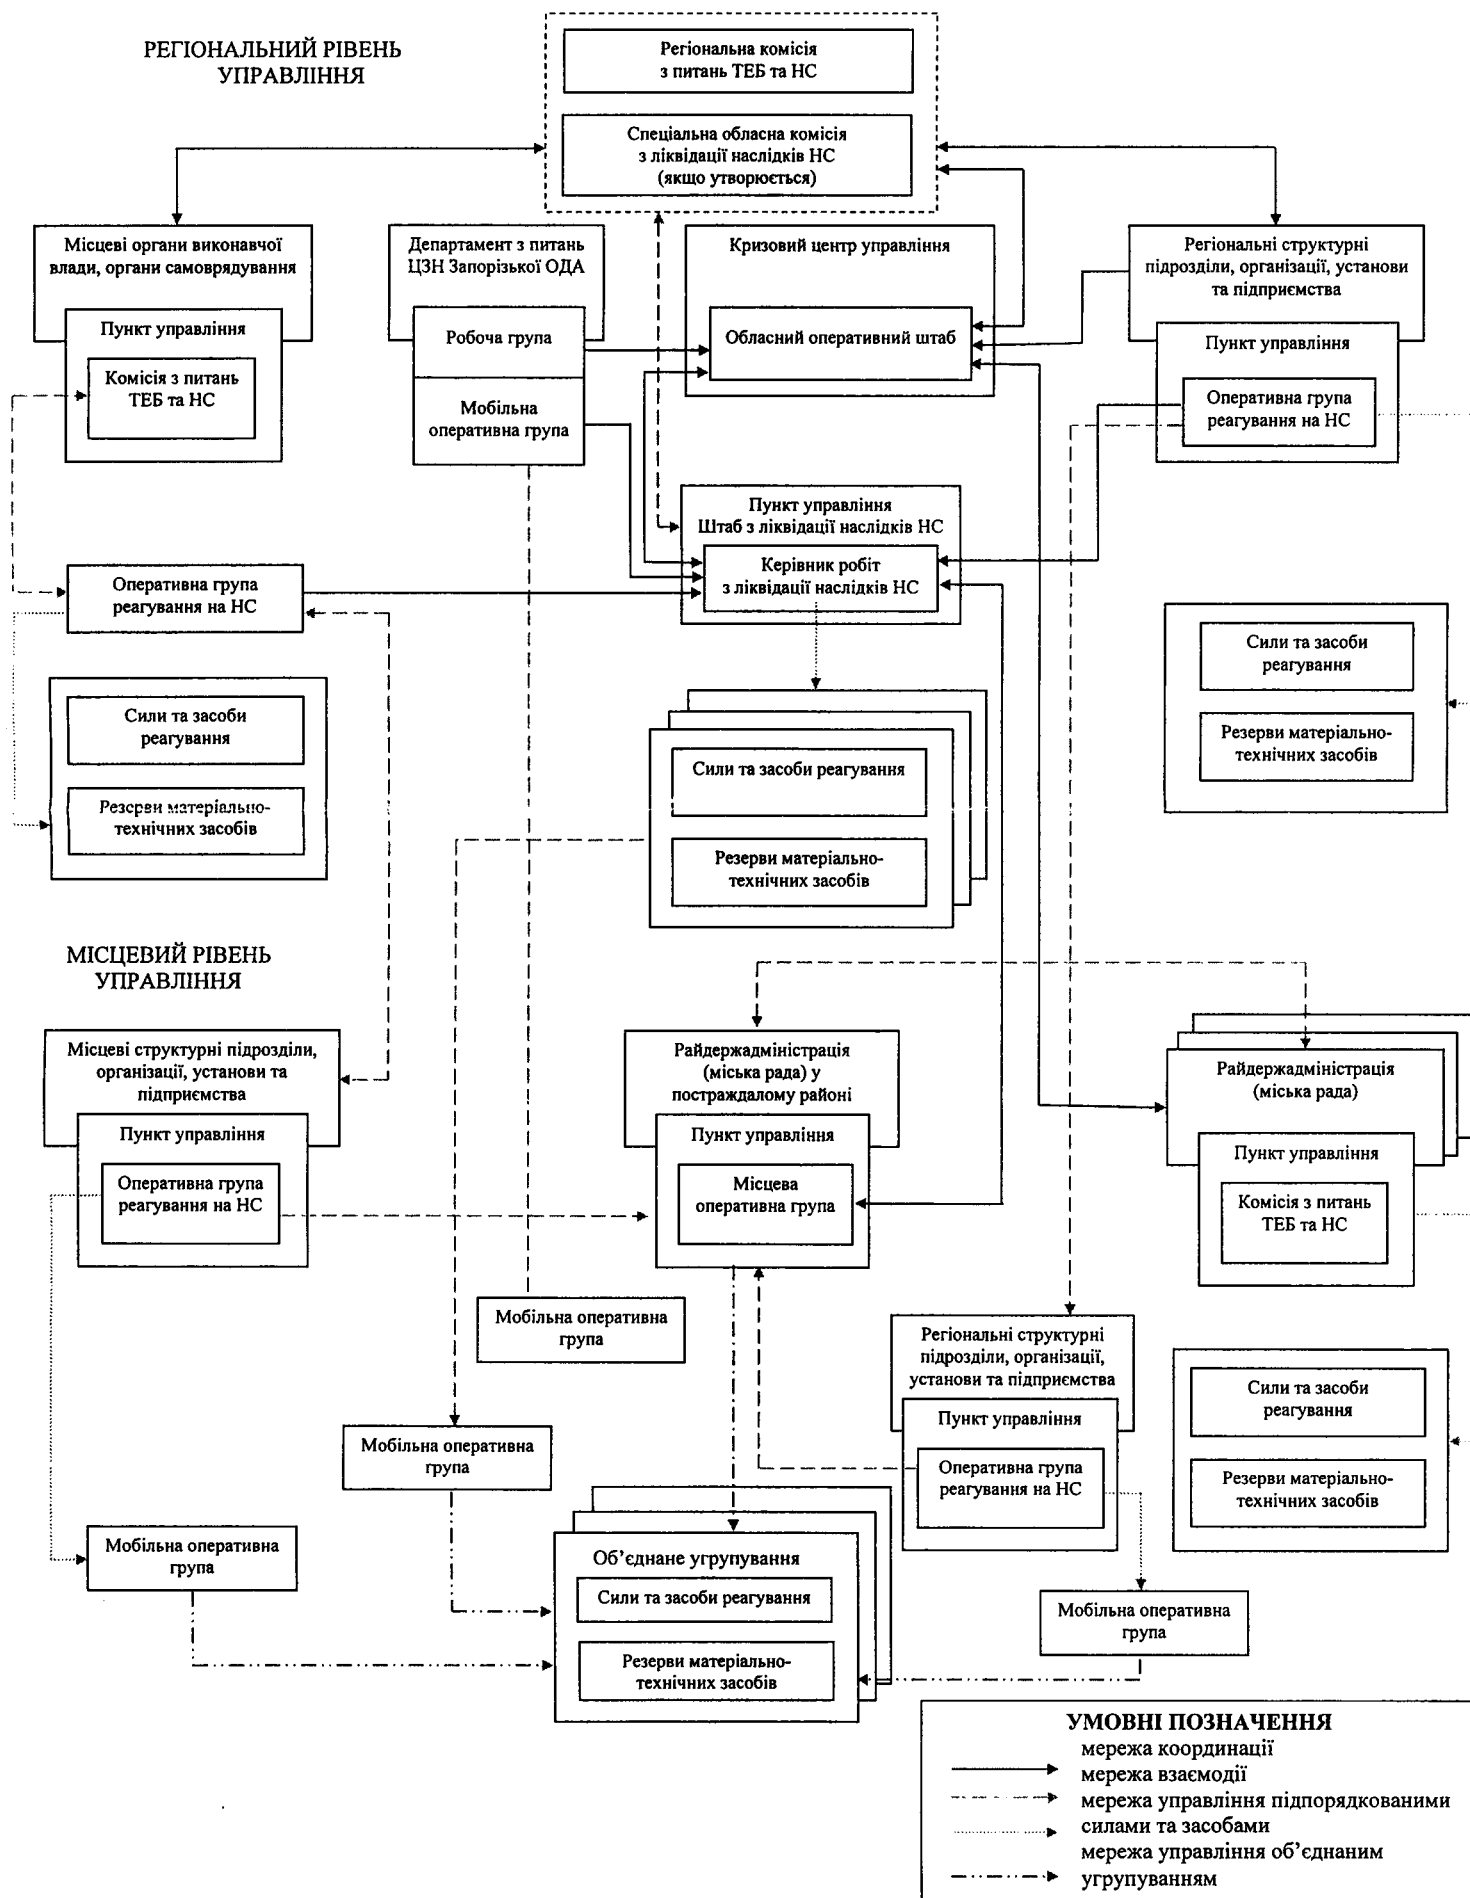 РЕГІОНАЛЬНИЙ РІВЕНЬ
УПРАВЛІННЯ
Регіональна комісія
з питань ТЕБ та НС
Спеціальна обласна комісія
з ліквідації наслідків НС
(якщо утворюється)
Місцеві органи виконавчої
влади, органи самоврядування
Пункт управління
Комісія з питань
ТЕБ та НС
Департамент з питань
ЦЗН Запорізької ОДА
Робоча група
Мобільна
оперативна група
Кризовий центр управління
Обласний оперативний штаб
Регіональні структурні
підрозділи, організації, установи
та підприємства
Пункт управління
Оперативна група
реагування на НС
Пункт управління
Штаб з ліквідації наслідків НС
Керівник робіт
з ліквідації наслідків НС
Оперативна група
реагування на НС
Сили та засоби
реагування
Резерви матеріально-
технічних засобів
Сили та засоби реагування
Резерви матеріально-
технічних засобів
Сили та засоби
реагування
Резерви матеріально-
технічних засобів
МІСЦЕВИЙ РІВЕНЬ
УПРАВЛІННЯ
Місцеві структурні підрозділи,
організації, установи та
підприємства
Пункт управління
Оперативна група
реагування на НС
Райдержадміністрація
(міська рада) у
постраждалому районі
Пункт управління
Місцева
оперативна група
Райдержадміністрація
(міська рада)
Пункт управління
Комісія з питань
ТЕБ та НС
Мобільна оперативна
група
Регіональні структурні
підрозділи, організації,
установи та підприємства
Пункт управління
Оперативна група
реагування на НС
Сили та засоби
реагування
Резерви матеріально-
технічних засобів
Мобільна оперативна
група
Мобільна оперативна
група
Об’єднане угрупування
Сили та засоби реагування
Резерви матеріально-
технічних засобів
Мобільна оперативна
група
УМОВНІ ПОЗНАЧЕННЯ
мережа координації
мережа взаємодії
мережа управління підпорядкованими
силами та засобами
мережа управління об’єднаним
угрупуванням